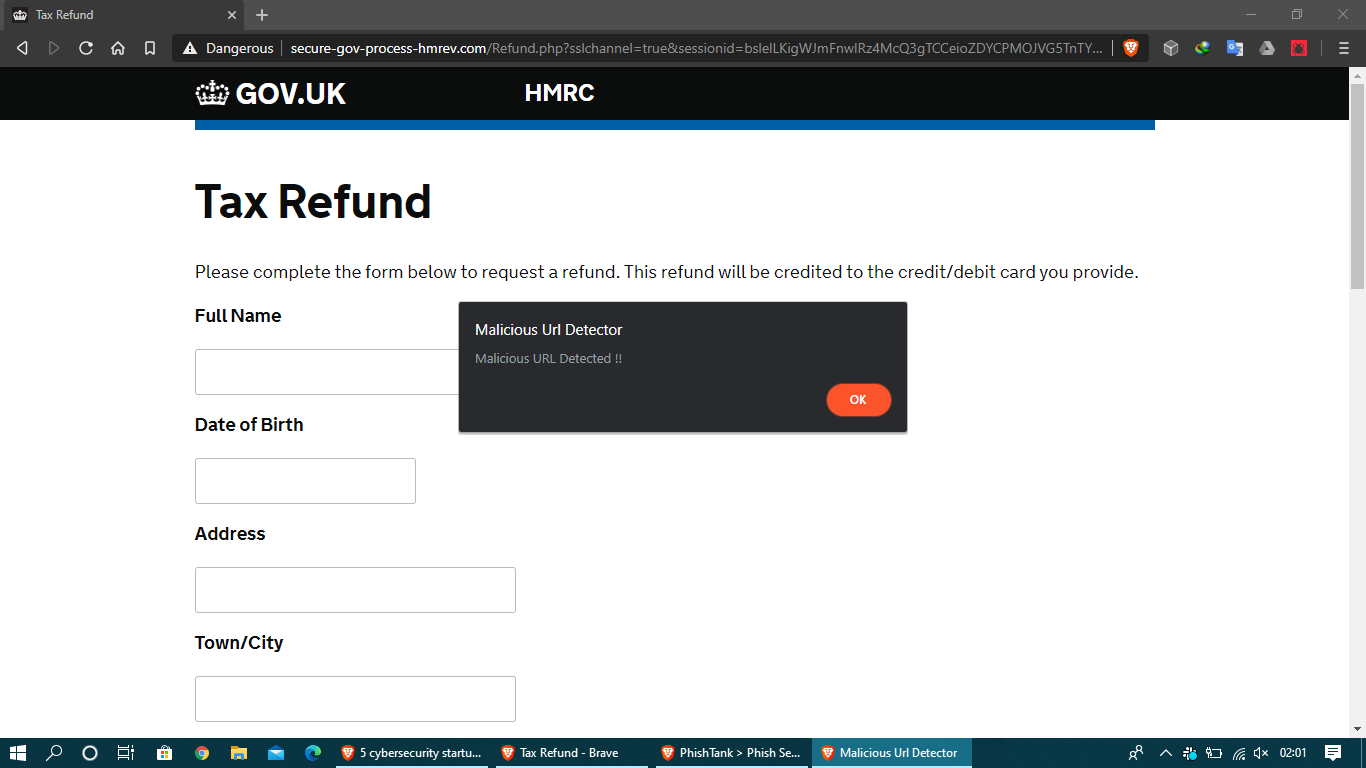 Tax Refund
Dangerous
secure-gov-process-hmrev.com/Refund.php?sslchannel=true&sessionid=
GOV.UK
HMRC
Tax Refund
Please complete the form below to request a refund. This refund will be credited to the credit/debit card you provide.
Full Name
Malicious Url Detector
Malicious URL Detected !!
OK
Date of Birth
Address
Town/City
5 cybersecurity startu...
Tax Refund - Brave
PhishTank > Phish Se...
Malicious Url Detector
02:01